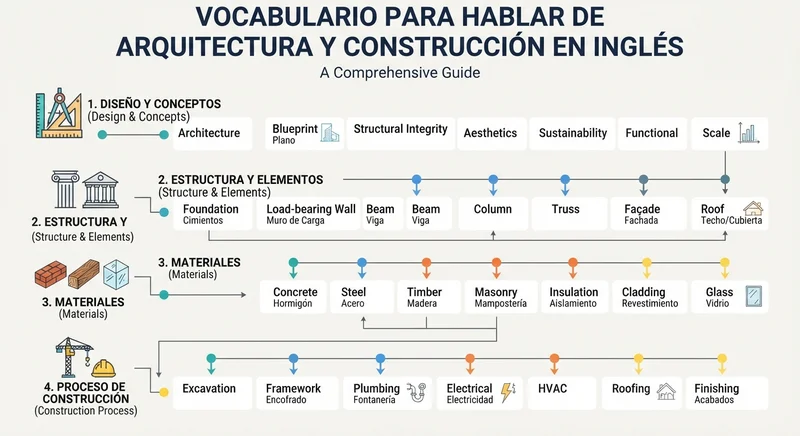 VOCABULARIO PARA HABLAR DE
ARQUITECTURA Y CONSTRUCCIÓN EN INGLÉS
A Comprehensive Guide
1. DISEÑO Y CONCEPTOS
(Design & Concepts)
Architecture
Blueprint
Plano
Structural Integrity
Aesthetics
Sustainability
Functional
Scale
2. ESTRUCTURA Y ELEMENTOS
(Structure & Elements)
2. ESTRUCTURA Y
(Structure & Elements)
Foundation
Cimientos
Load-bearing Wall
Muro de Carga
Beam
Viga
Beam
Viga
Column
Truss
Façade
Fachada
Roof
Techo/Cubierta
3. MATERIALES
(Materials)
3. MATERIALES
(Materials)
Concrete
Hormigón
Steel
Acero
Timber
Madera
Masonry
Mampostería
Insulation
Aislamiento
Cladding
Revestimiento
Glass
Vidrio
4. PROCESO DE
CONSTRUCCIÓN
(Construction Process)
Excavation
Framework
Encofrado
Plumbing
Fontanería
Electrical
Electricidad
HVAC
Roofing
Finishing
Acabados